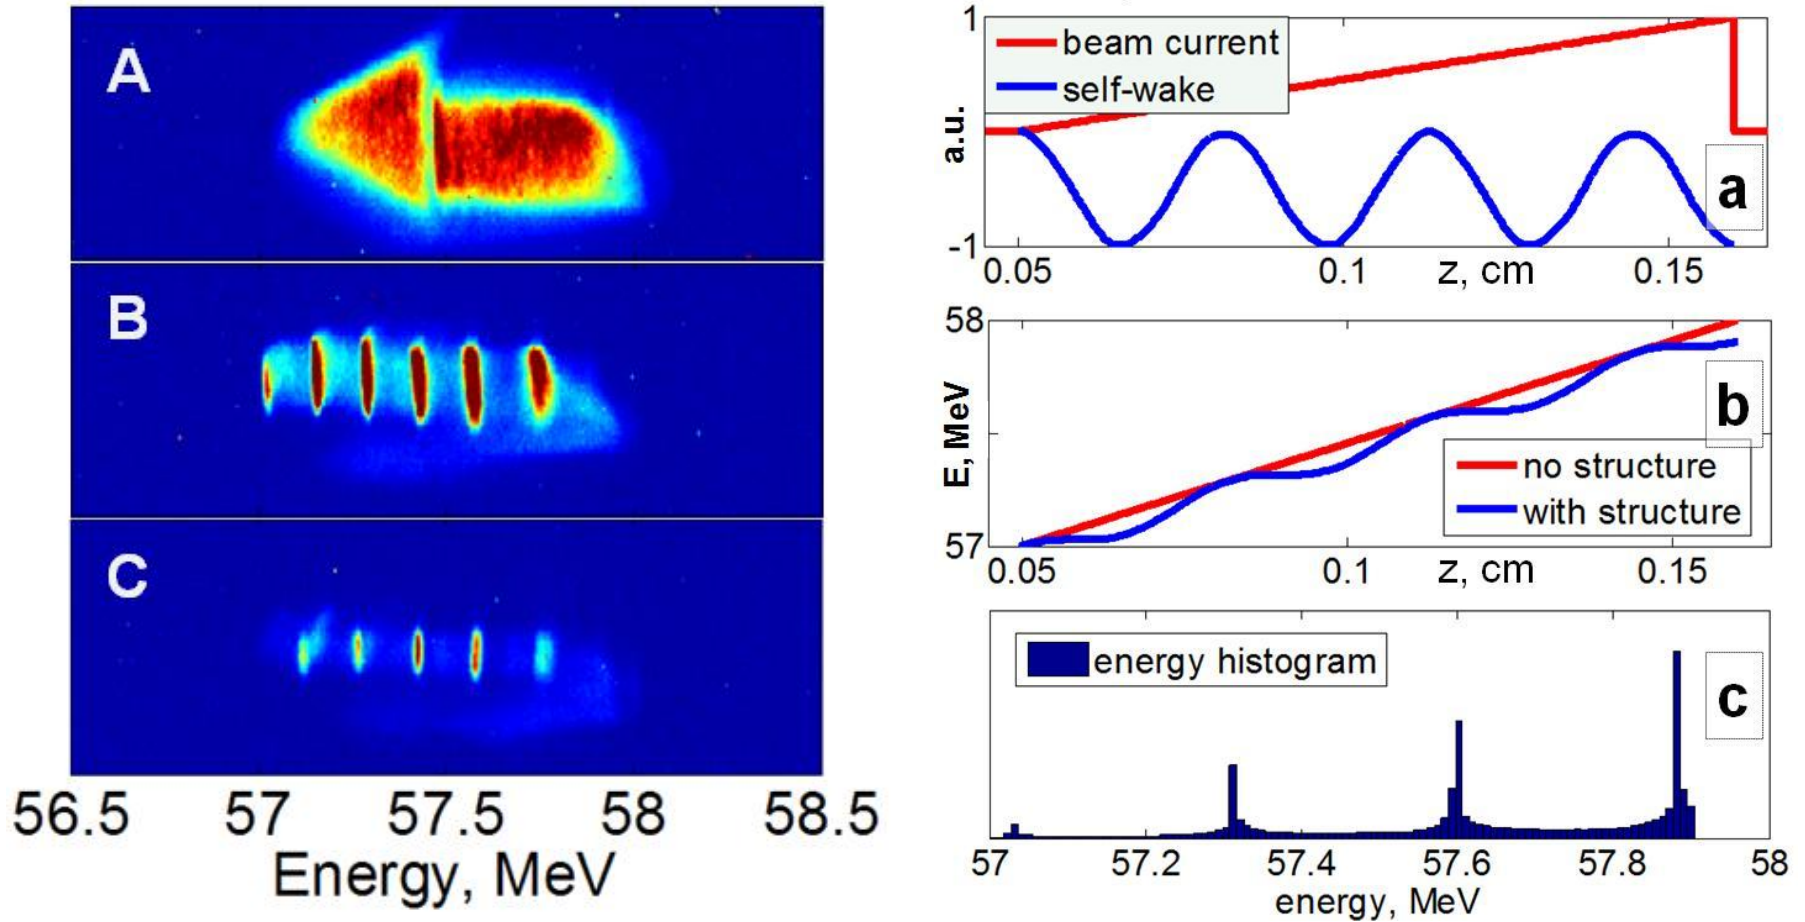 A
B
C
56.5 57 57.5 58 58.5
Energy, MeV
1
beam current
self-wake
a.u.
a
-1
0.05 0.1 z, cm 0.15
58
E, MeV
b
no structure
with structure
57
0.05 0.1 z, cm 0.15
energy histogram
c
57 57.2 57.4 57.6 57.8 58
energy, MeV